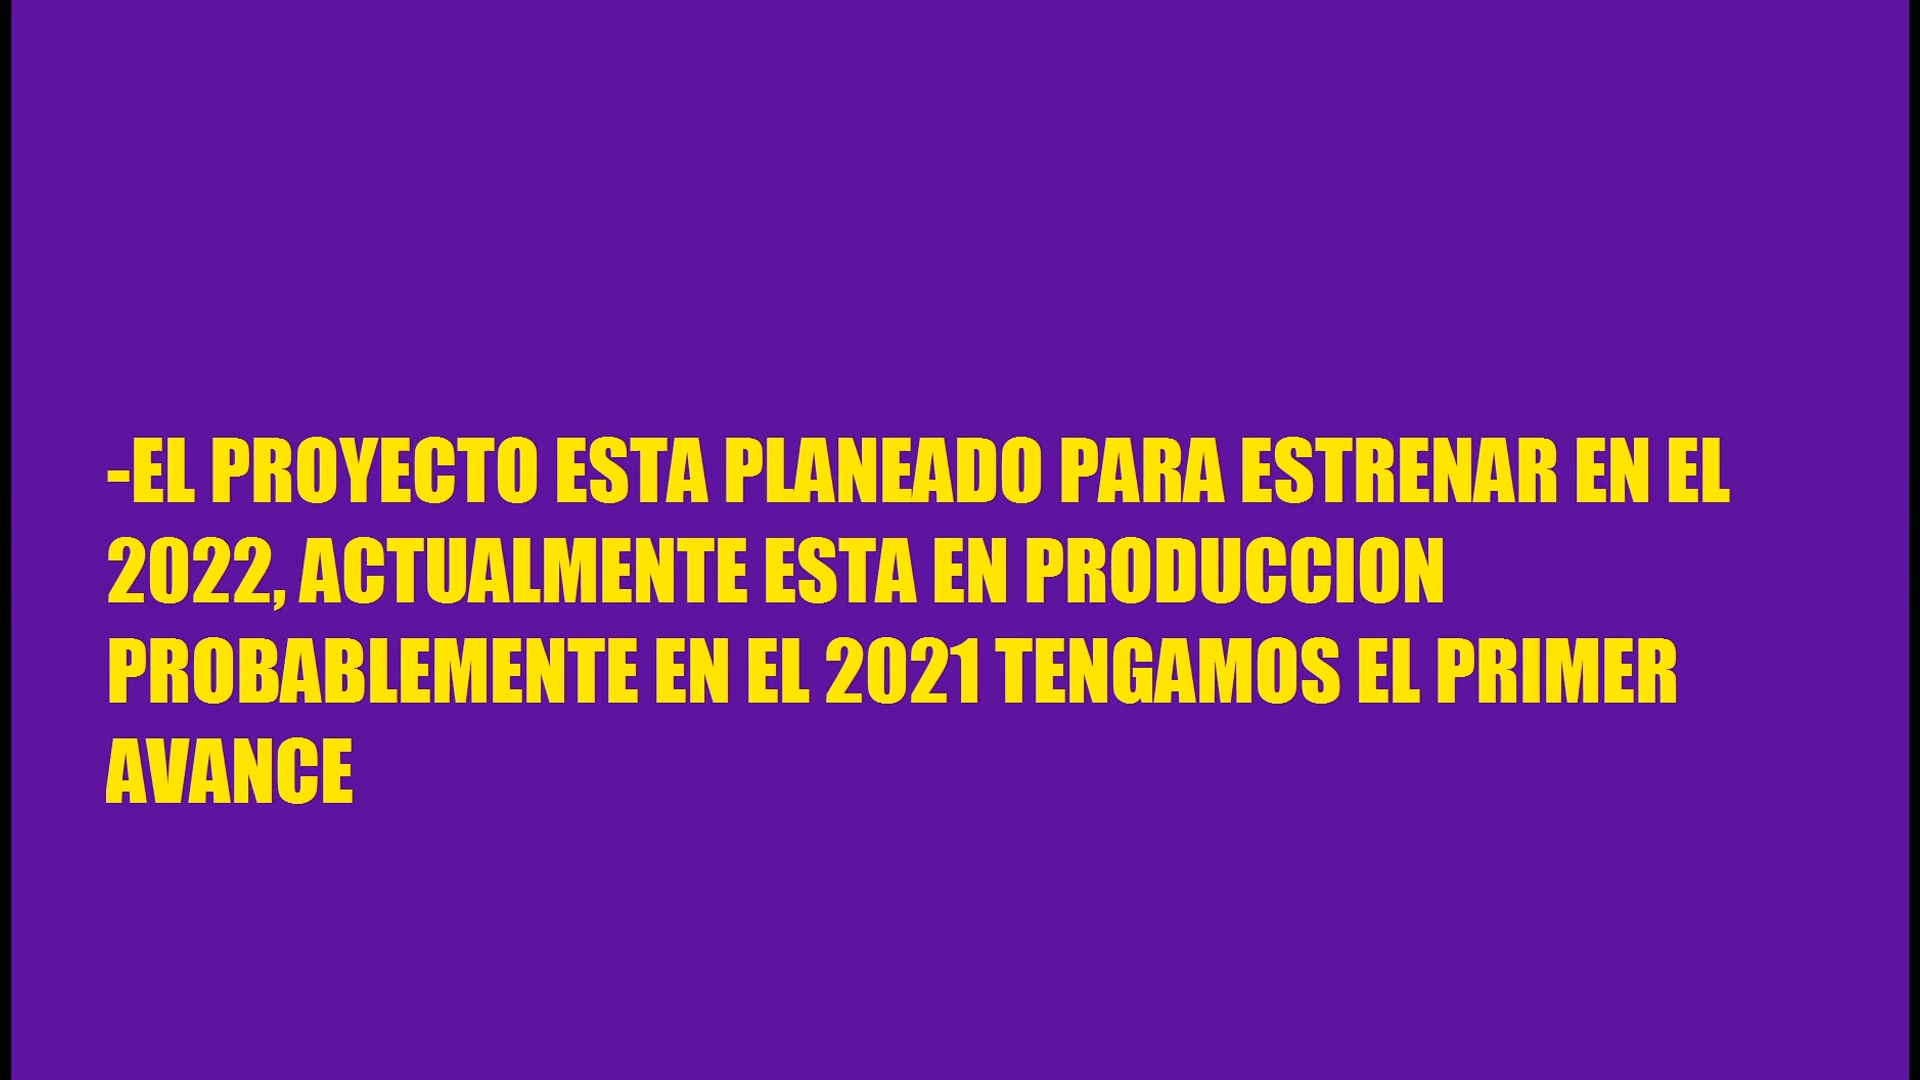 -EL PROYECTO ESTA PLANEADO PARA ESTRENAR EN EL
2022, ACTUALMENTE ESTA EN PRODUCCION
PROBABLEMENTE EN EL 2021 TENGAMOS EL PRIMER
AVANCE